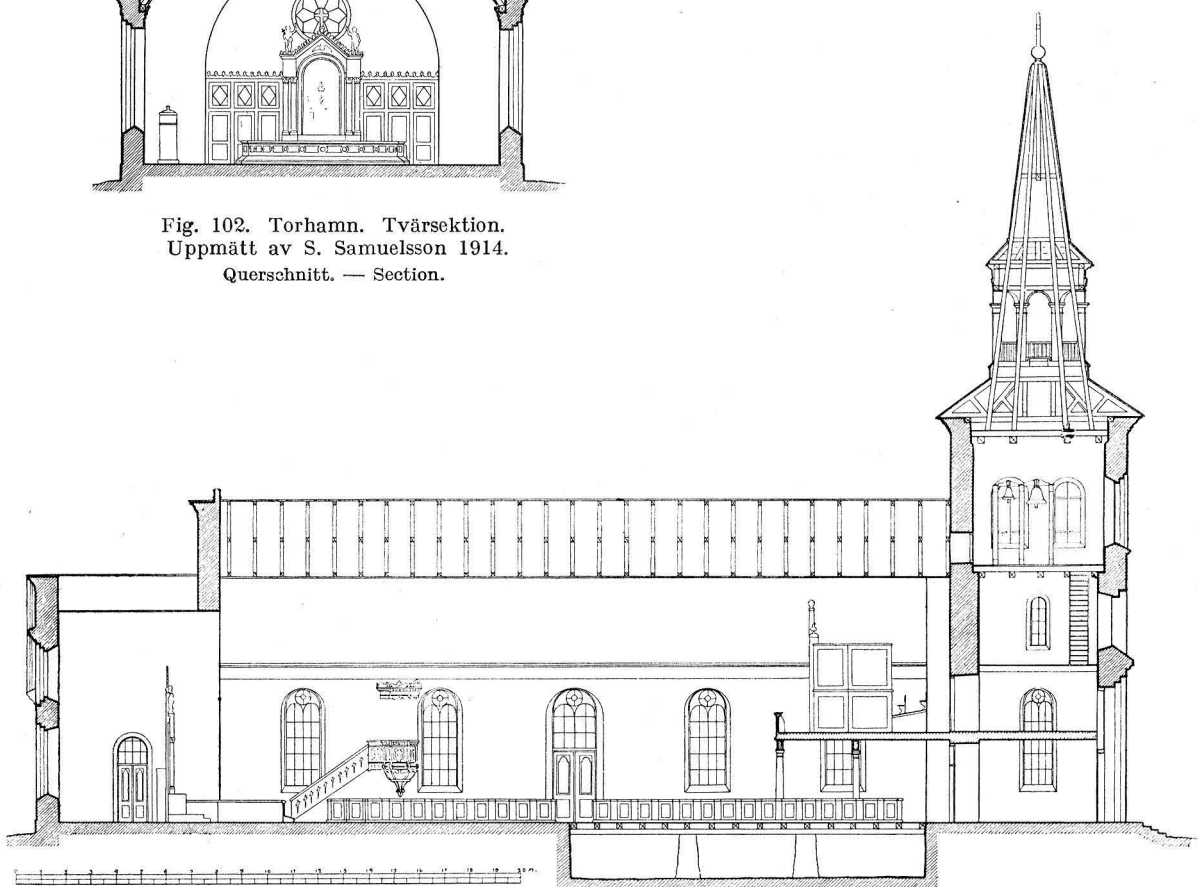 Fig. 102. Torhamn. Tvärsektion.
Uppmätt av S. Samuelsson 1914.
Querschnitt. — Section.